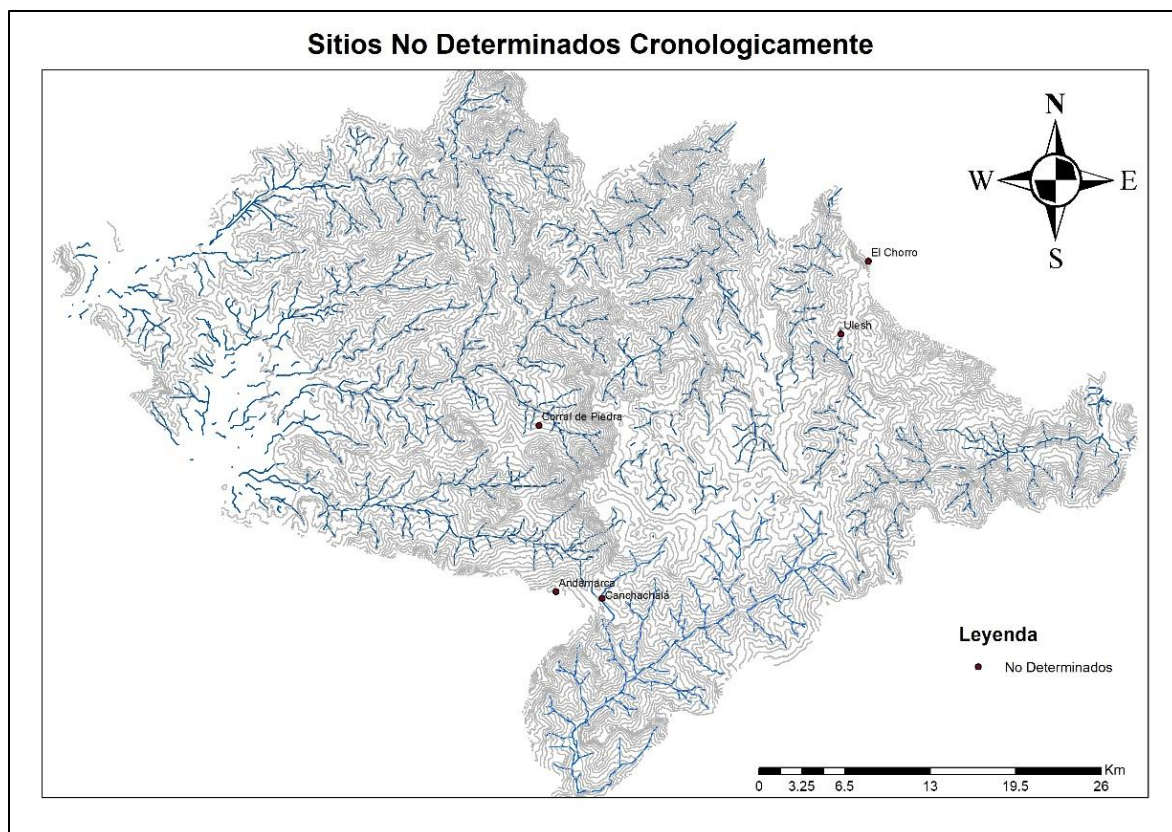 Sitios No Determinados Cronologicamente
N
W E
S
El Chorro
Ulesh
Corral de Piedra
Andamarca
Canchachalá
Leyenda
No Determinados
Km
0 3.25 6.5 13 19.5 26